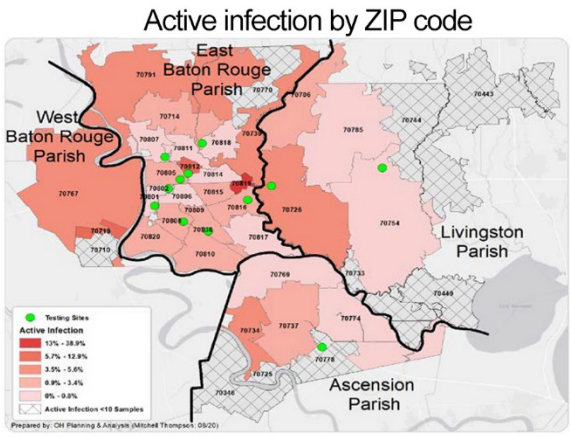 Active infection by ZIP code
East
Baton Rouge
Parish
West
Baton Rouge
Parish
70791
70770
70706
70443
70714
70744
70785
70807
70811
70818
70739
70812
70805
70814
70815
70767
70802
70801
70806
70816
70726
70809
70808
70754
70719
70710
70820
70817
70810
Livingston
Parish
70769
70733
70449
70774
70737
70734
70778
70725
70346
Ascension
Parish
Testing Sites
Active Infection
13% - 38.9%
5.7% - 12.9%
3.5% - 5.6%
0.9% - 3.4%
0% - 0.8%
Active Infection <10 Samples
Prepared by: OH Planning & Analysis (Mitchell Thompson: 08/20)